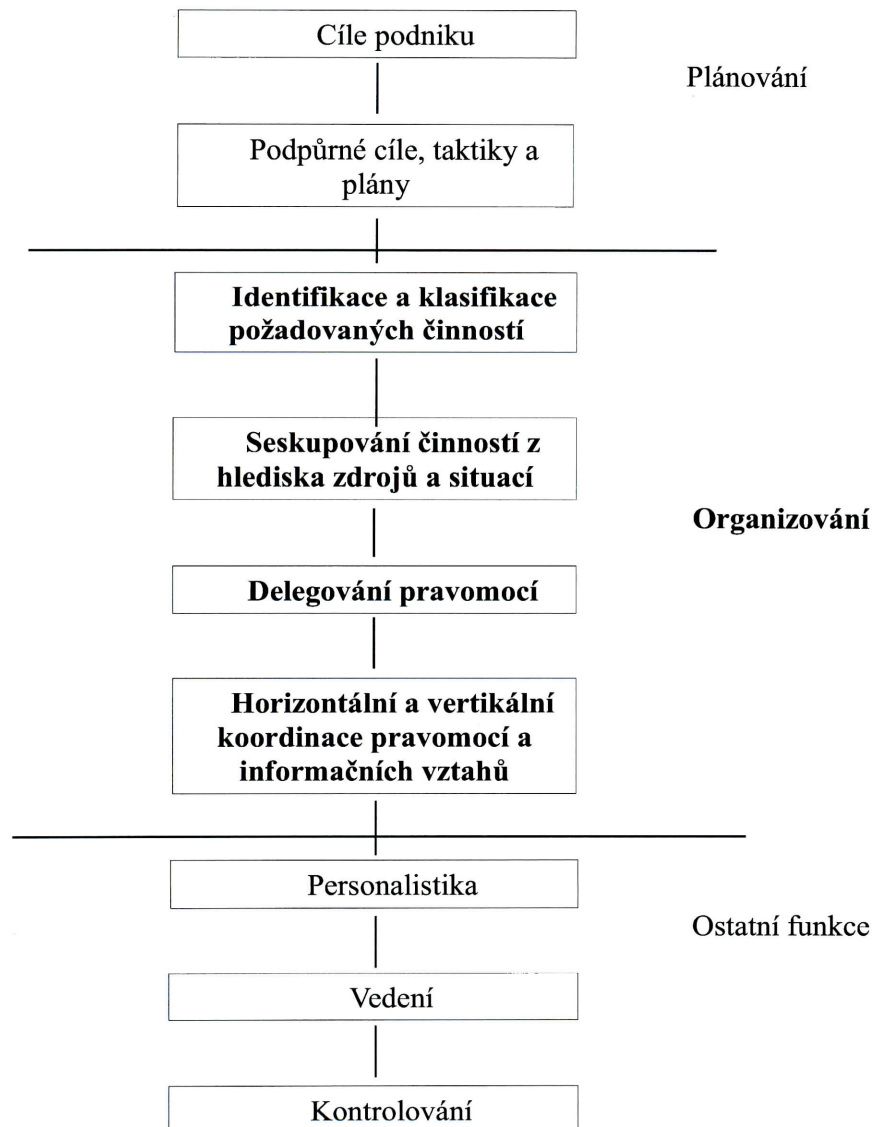 Cíle podniku
Plánování
Podpůrné cíle, taktiky a
plány
Identifikace a klasifikace
požadovaných činností
Seskupování činností z
hlediska zdrojů a situací
Organizování
Delegování pravomocí
Horizontální a vertikální
koordinace pravomocí a
informačních vztahů
Personalistika
Ostatní funkce
Vedení
Kontrolování